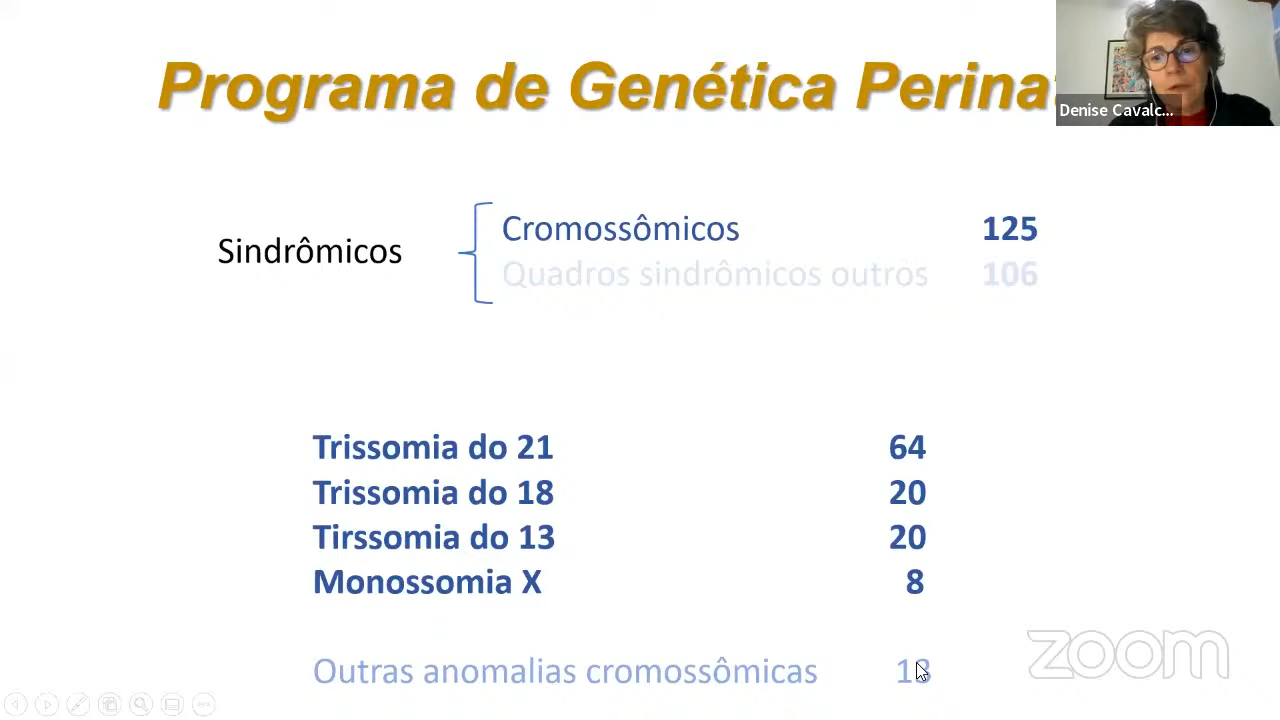 Programa de Genética Perina
Denise Cavalc...
Sindrômicos
Cromossômicos 125
Quadros sindrômicos outros 106
Trissomia do 21 64
Trissomia do 18 20
Tirssomia do 13 20
Monossomia X 8
Outras anomalias cromossômicas 13
zoom